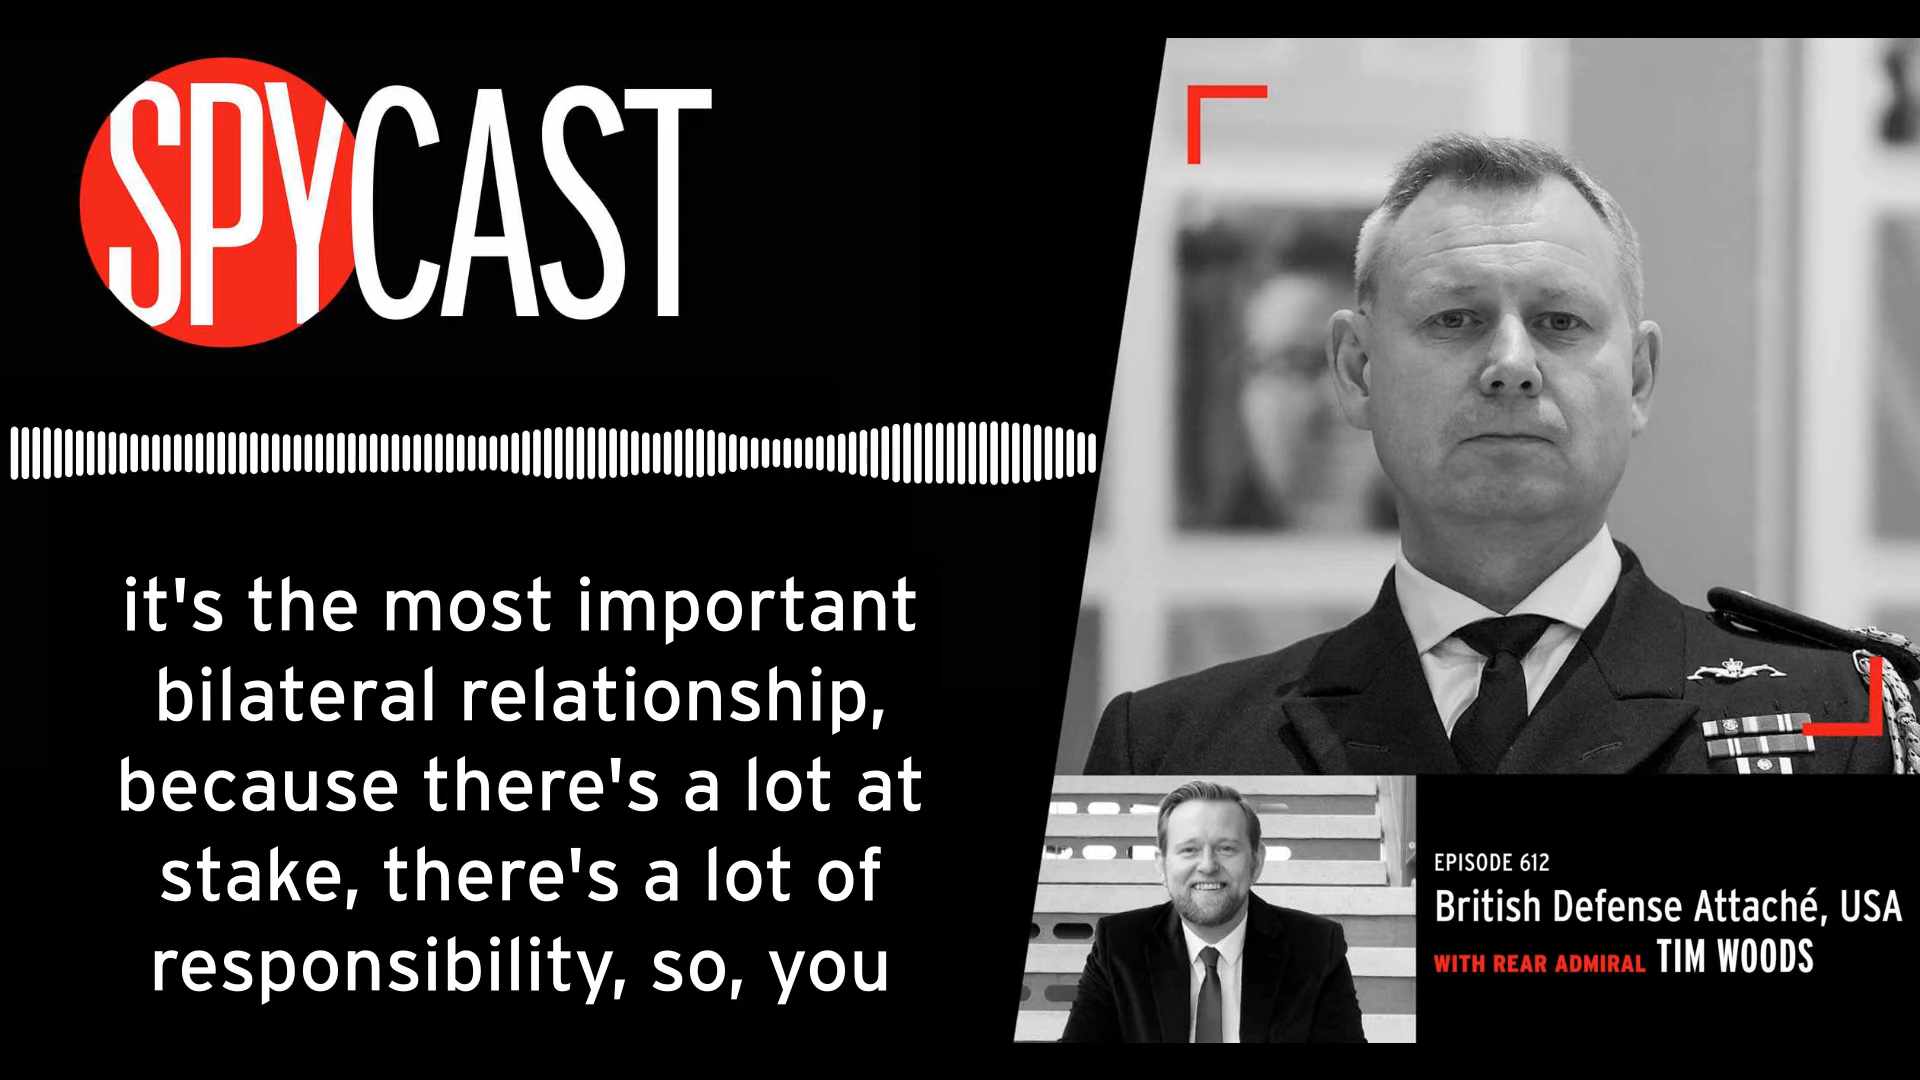 SPYCAST
it's the most important
bilateral relationship,
because there's a lot at
stake, there's a lot of
responsibility, so, you
EPISODE 612
British Defense Attaché, USA
WITH REAR ADMIRAL TIM WOODS